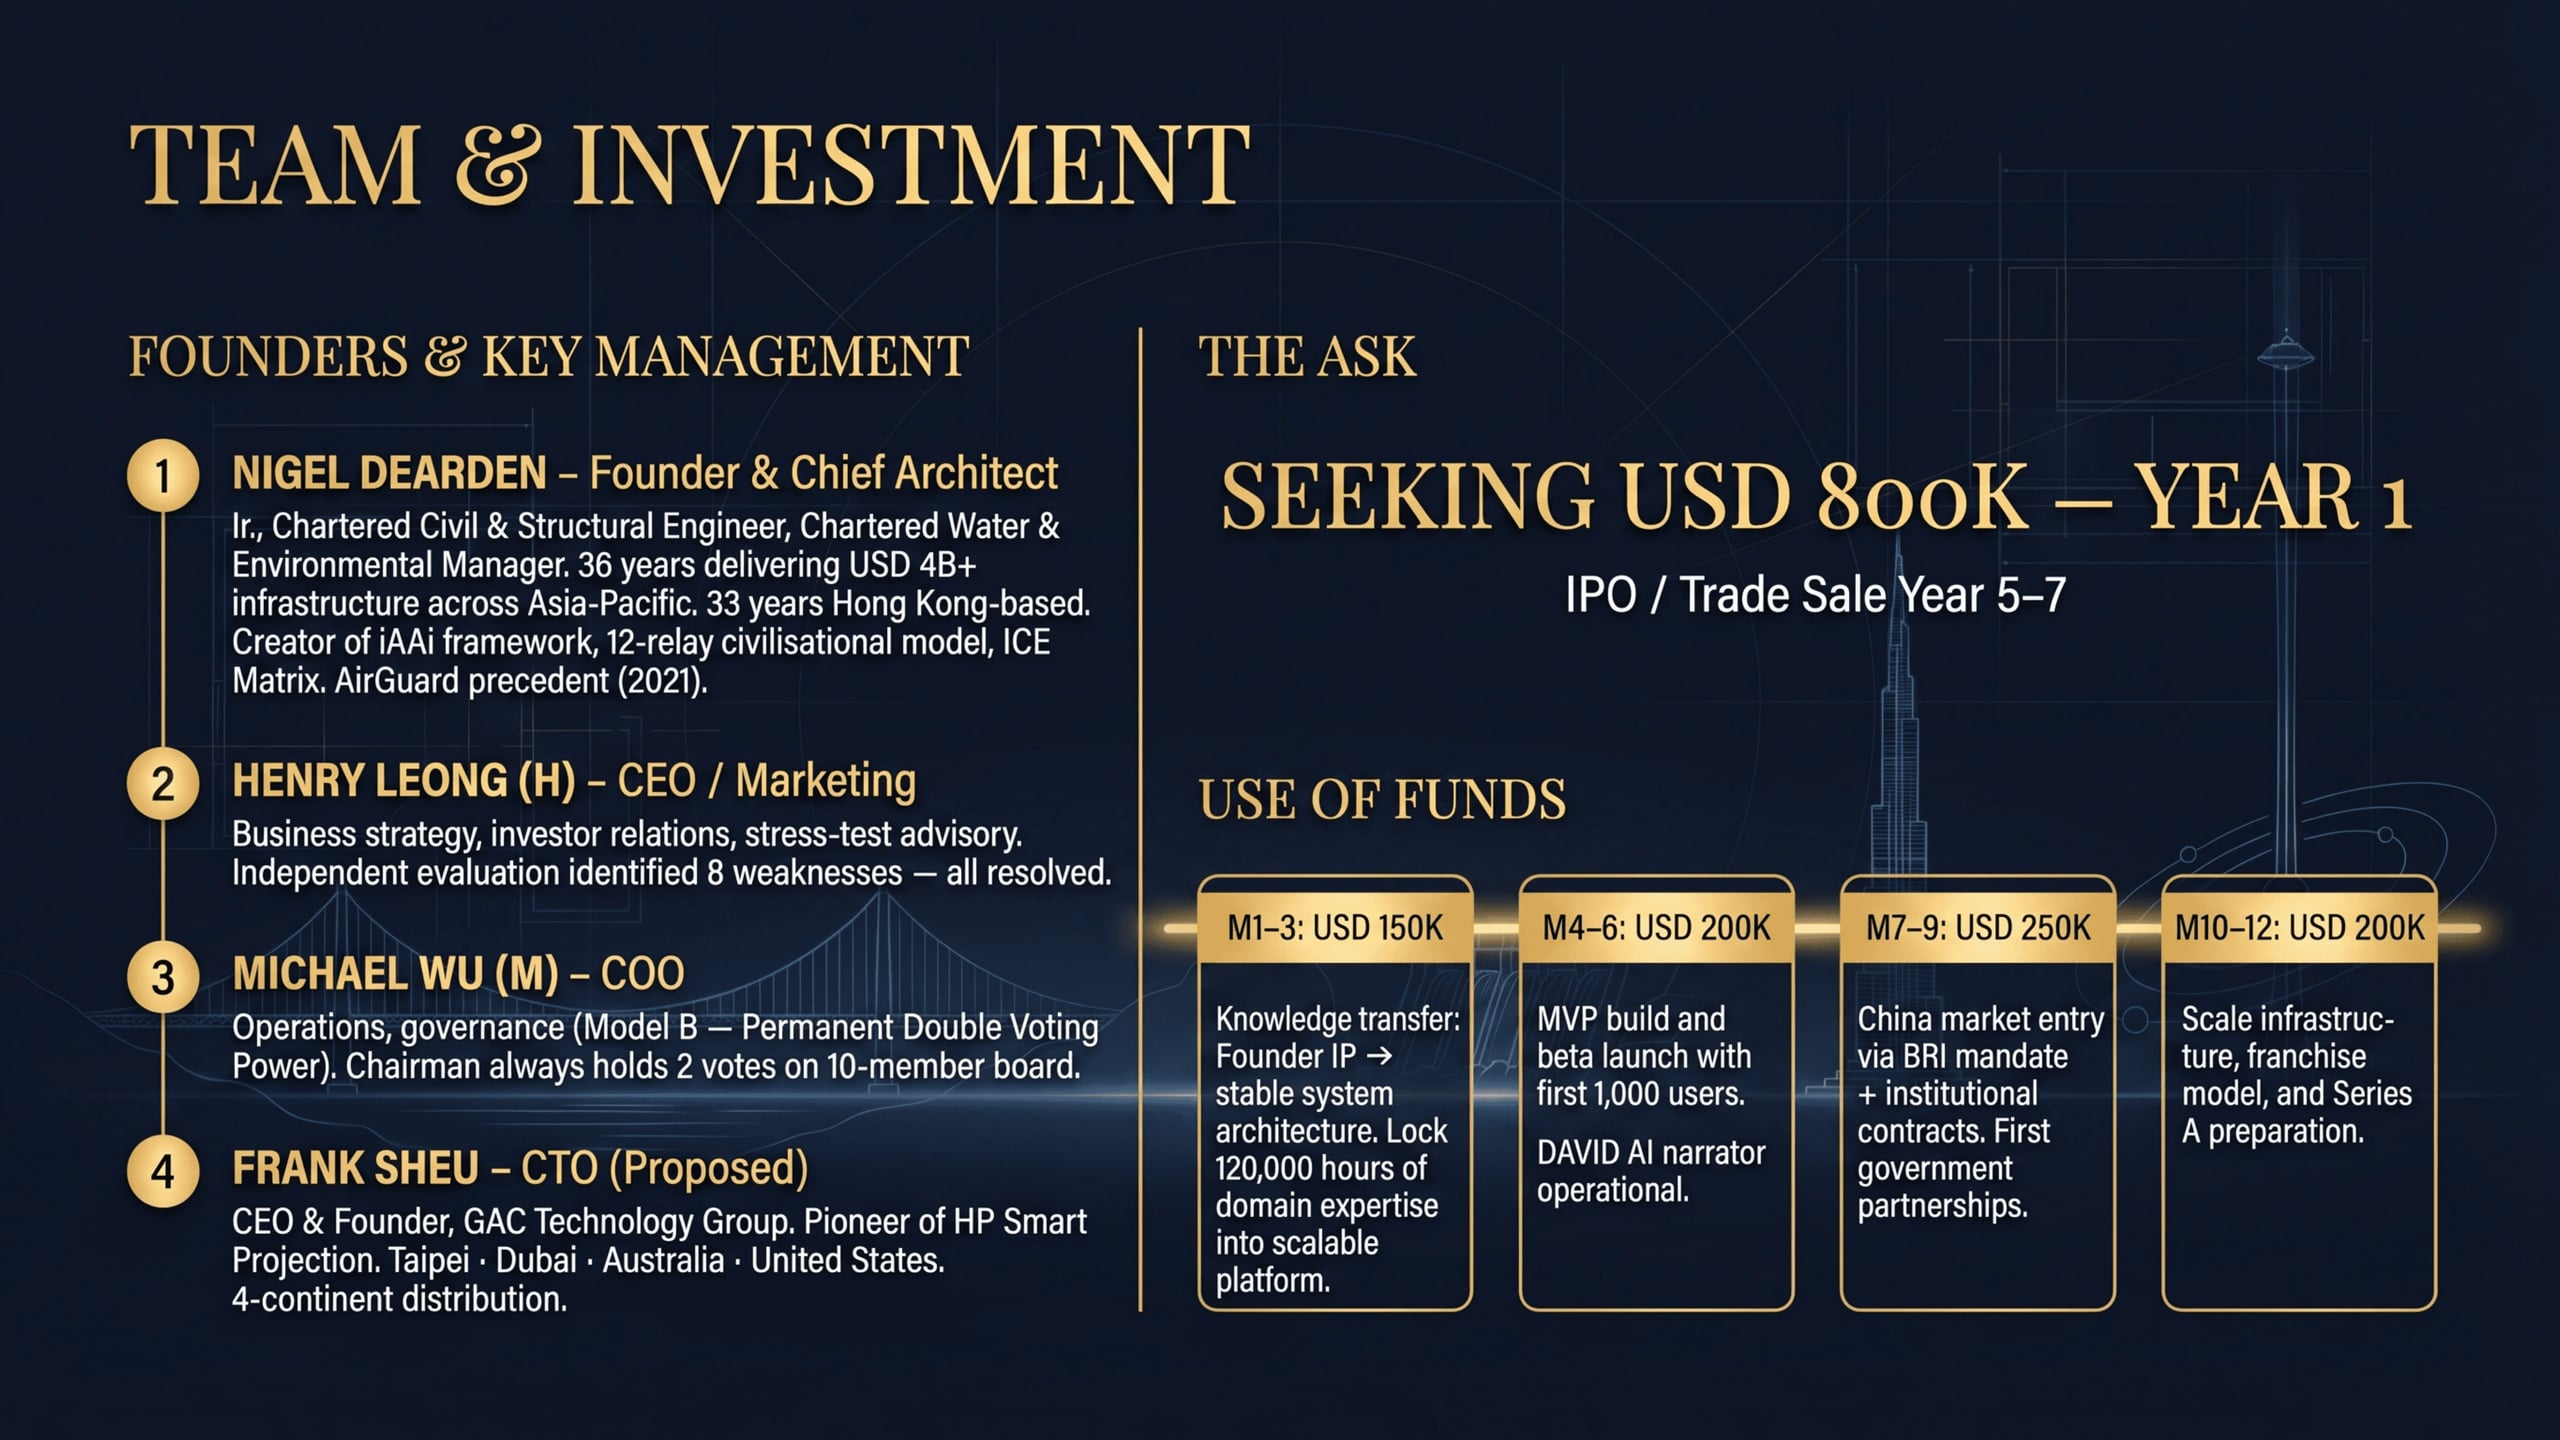 TEAM & INVESTMENT
FOUNDERS & KEY MANAGEMENT
1
NIGEL DEARDEN – Founder & Chief Architect
Ir., Chartered Civil & Structural Engineer, Chartered Water &
Environmental Manager. 36 years delivering USD 4B+
infrastructure across Asia-Pacific. 33 years Hong Kong-based.
Creator of iAAi framework, 12-relay civilisational model, ICE
Matrix. AirGuard precedent (2021).
2
HENRY LEONG (H) – CEO / Marketing
Business strategy, investor relations, stress-test advisory.
Independent evaluation identified 8 weaknesses — all resolved.
3
MICHAEL WU (M) – COO
Operations, governance (Model B — Permanent Double Voting
Power). Chairman always holds 2 votes on 10-member board.
4
FRANK SHEU – CTO (Proposed)
CEO & Founder, GAC Technology Group. Pioneer of HP Smart
Projection. Taipei · Dubai · Australia · United States.
4-continent distribution.
THE ASK
SEEKING USD 800K — YEAR 1
IPO / Trade Sale Year 5–7
USE OF FUNDS
M1–3: USD 150K
Knowledge transfer:
Founder IP →
stable system
architecture. Lock
120,000 hours of
domain expertise
into scalable
platform.
M4–6: USD 200K
MVP build and
beta launch with
first 1,000 users.
DAVID AI narrator
operational.
M7–9: USD 250K
China market entry
via BRI mandate
+ institutional
contracts. First
government
partnerships.
M10–12: USD 200K
Scale infrastruc-
ture, franchise
model, and Series
A preparation.